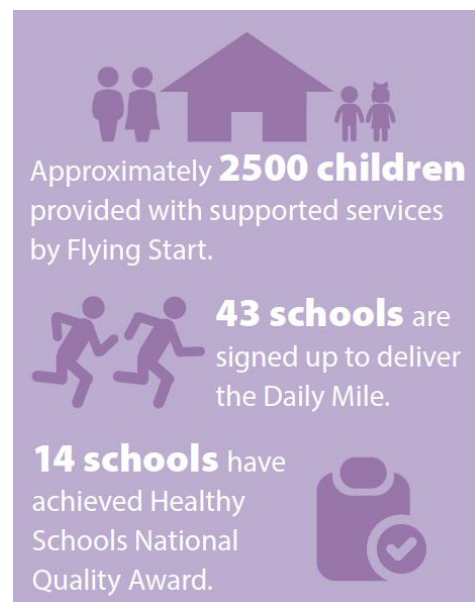 Approximately 2500 children
provided with supported services
by Flying Start.
43 schools are
signed up to deliver
the Daily Mile.
14 schools have
achieved Healthy
Schools National
Quality Award.